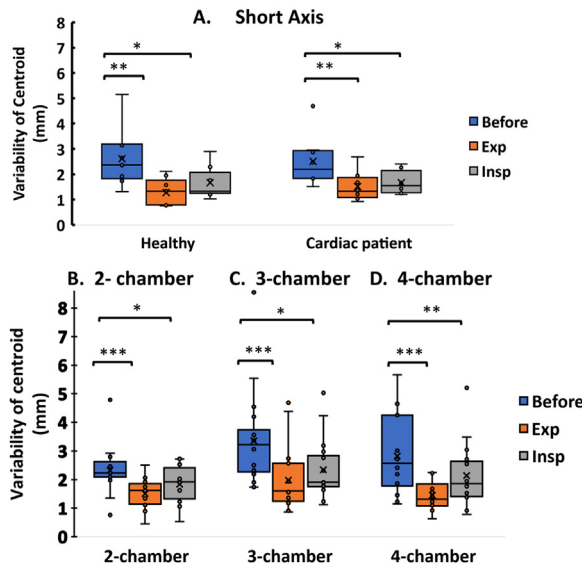 A. Short Axis
Variability of Centroid
(mm)
8
7
6
5
4
3
2
1
0
*
**
*
**
Before
Exp
Insp
Healthy
Cardiac patient
B. 2- chamber
C. 3-chamber
D. 4-chamber
Variability of centroid
(mm)
8
7
6
5
4
3
2
1
0
*
***
*
***
**
***
Before
Exp
Insp
2-chamber
3-chamber
4-chamber